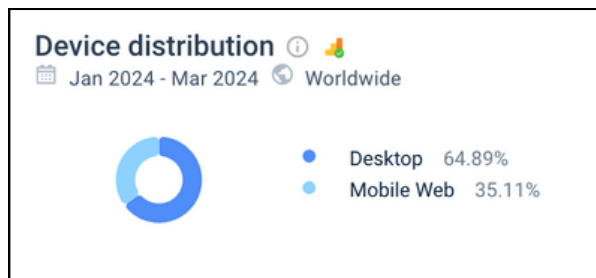 Device distribution
Jan 2024 - Mar 2024 Worldwide
Desktop 64.89%
Mobile Web 35.11%